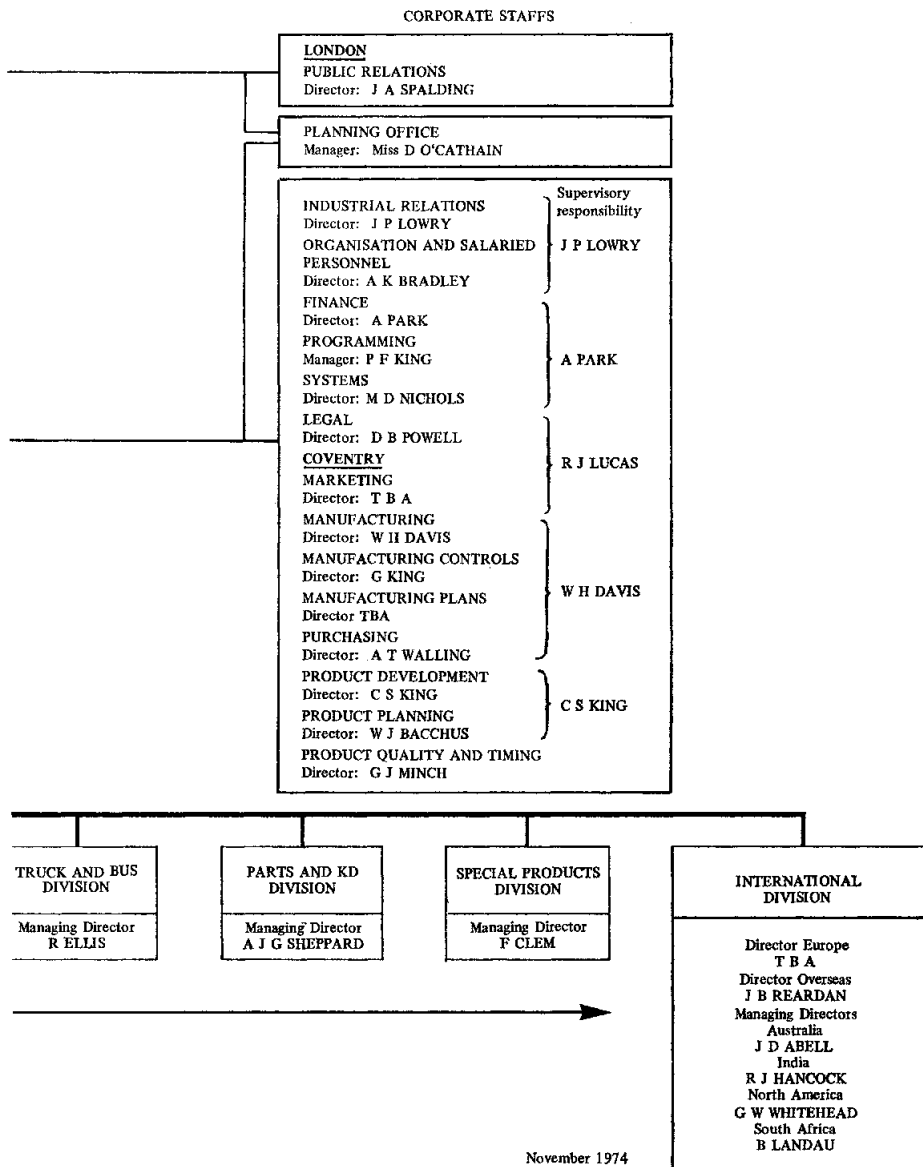 CORPORATE STAFFS
LONDON
PUBLIC RELATIONS
Director: J A SPALDING
PLANNING OFFICE
Manager: Miss D O'CATHAIN
Supervisory
responsibility
INDUSTRIAL RELATIONS
Director: J P LOWRY
ORGANISATION AND SALARIED
PERSONNEL
Director: A K BRADLEY
J P LOWRY
FINANCE
Director: A PARK
PROGRAMMING
Manager: P F KING
SYSTEMS
Director: M D NICHOLS
A PARK
LEGAL
Director: D B POWELL
COVENTRY
MARKETING
Director: T B A
R J LUCAS
MANUFACTURING
Director: W H DAVIS
MANUFACTURING CONTROLS
Director: G KING
MANUFACTURING PLANS
Director TBA
PURCHASING
Director: A T WALLING
W H DAVIS
PRODUCT DEVELOPMENT
Director: C S KING
PRODUCT PLANNING
Director: W J BACCHUS
C S KING
PRODUCT QUALITY AND TIMING
Director: G J MINCH
TRUCK AND BUS
DIVISION
Managing Director
R ELLIS
PARTS AND KD
DIVISION
Managing Director
A J G SHEPPARD
SPECIAL PRODUCTS
DIVISION
Managing Director
F CLEM
INTERNATIONAL
DIVISION
Director Europe
T B A
Director Overseas
J B REARDAN
Managing Directors
Australia
J D ABELL
India
R J HANCOCK
North America
G W WHITEHEAD
South Africa
B LANDAU
November 1974